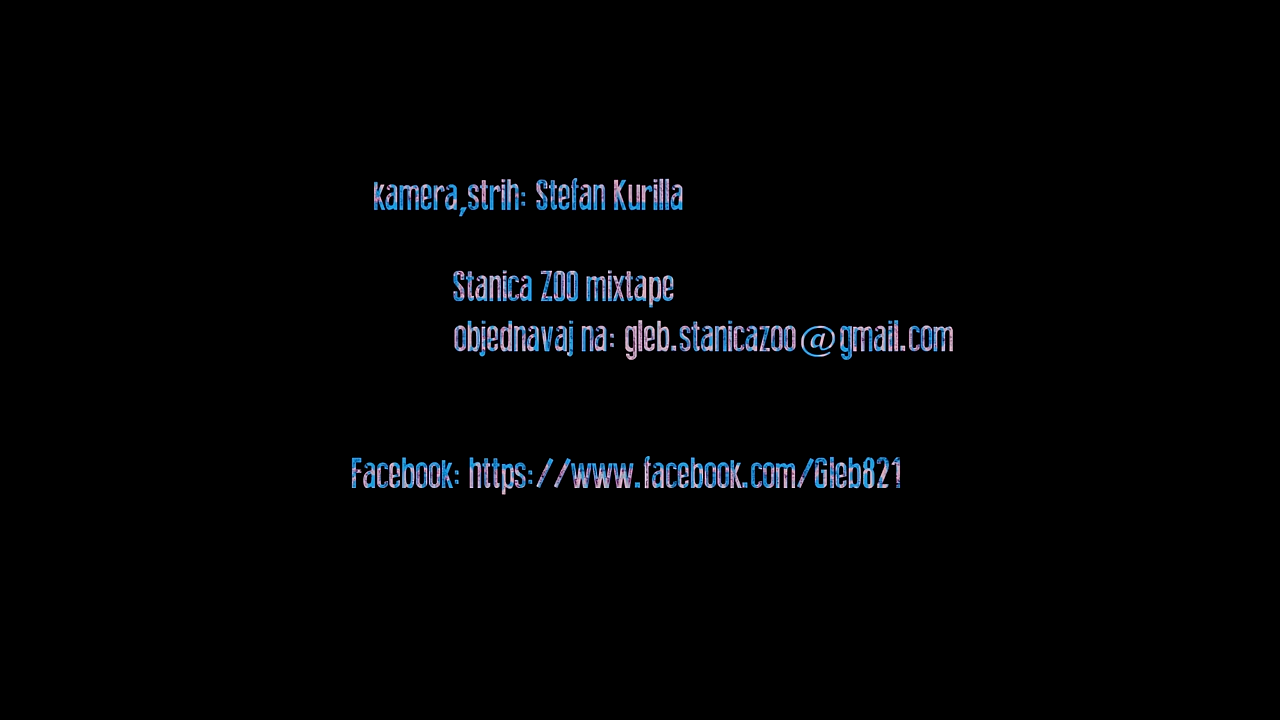 kamera,strih: Stefan Kurilla
Stanica ZOO mixtape
objednavaj na: gleb.stanicazoo@gmail.com
Facebook: https://www.facebook.com/Gleb821